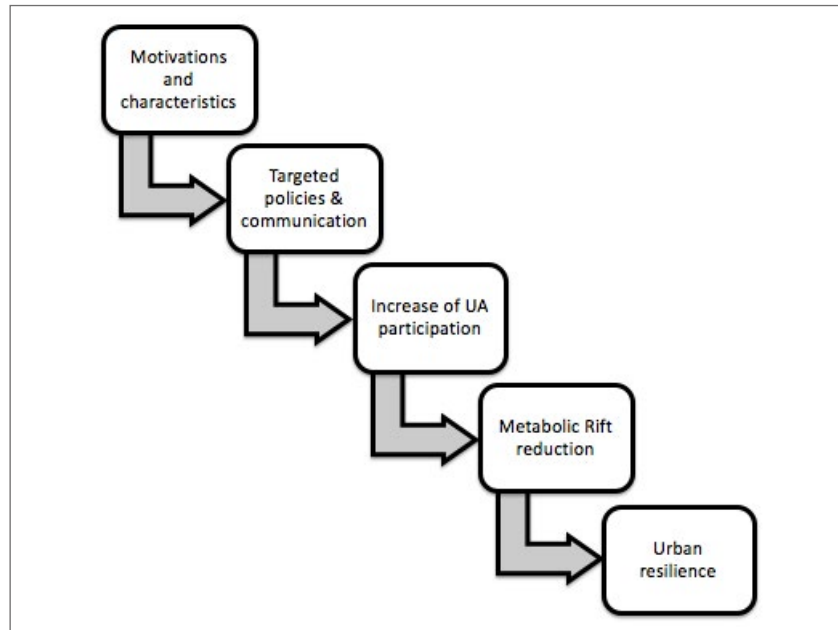 Motivations
and
characteristics
Targeted
policies &
communication
Increase of UA
participation
Metabolic Rift
reduction
Urban
resilience